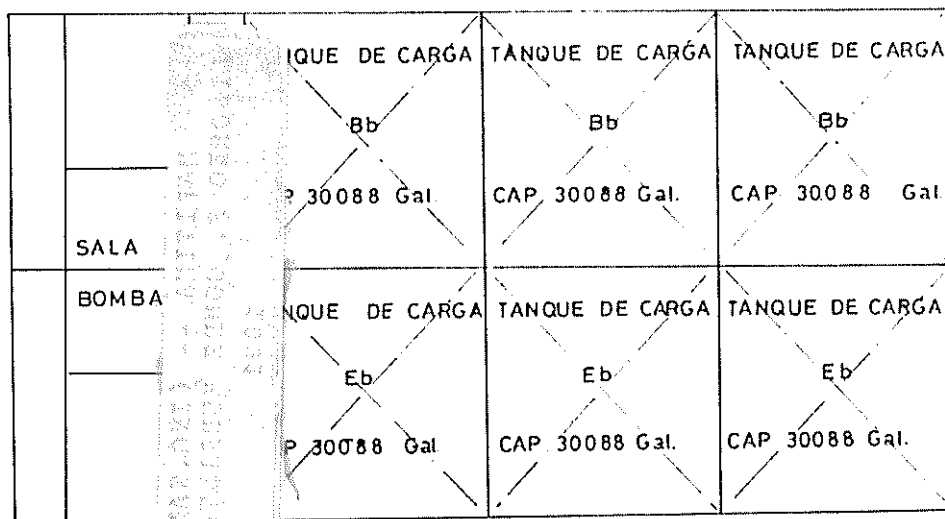 NQUE DE CARGA TANQUE DE CARGA TANQUE DE CARGA
Bb Bb Bb
P 30088 Gal. CAP 30088 Gal. CAP 30088 Gal.
SALA
BOMBA
NQUE DE CARGA TANQUE DE CARGA TANQUE DE CARGA
Eb Eb Eb
P 30088 Gal CAP 30088 Gal. CAP 30088 Gal.